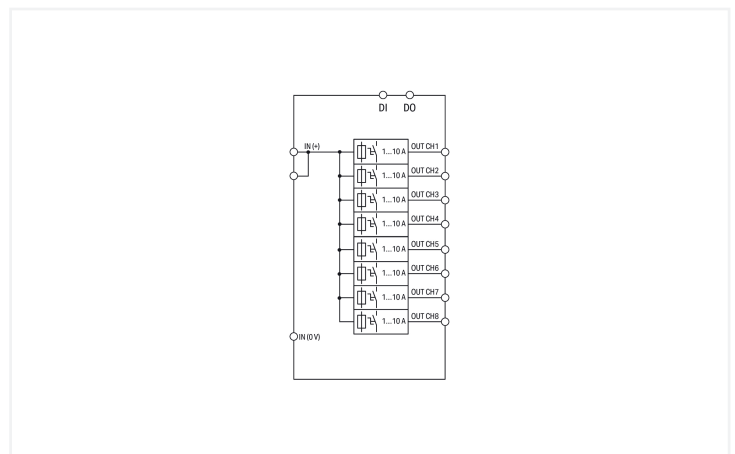 DI DO
IN (+)
1...10 A OUT CH1
1...10 A OUT CH2
1...10 A OUT CH3
1...10 A OUT CH4
1...10 A OUT CH5
1...10 A OUT CH6
1...10 A OUT CH7
1...10 A OUT CH8
IN (0 V)